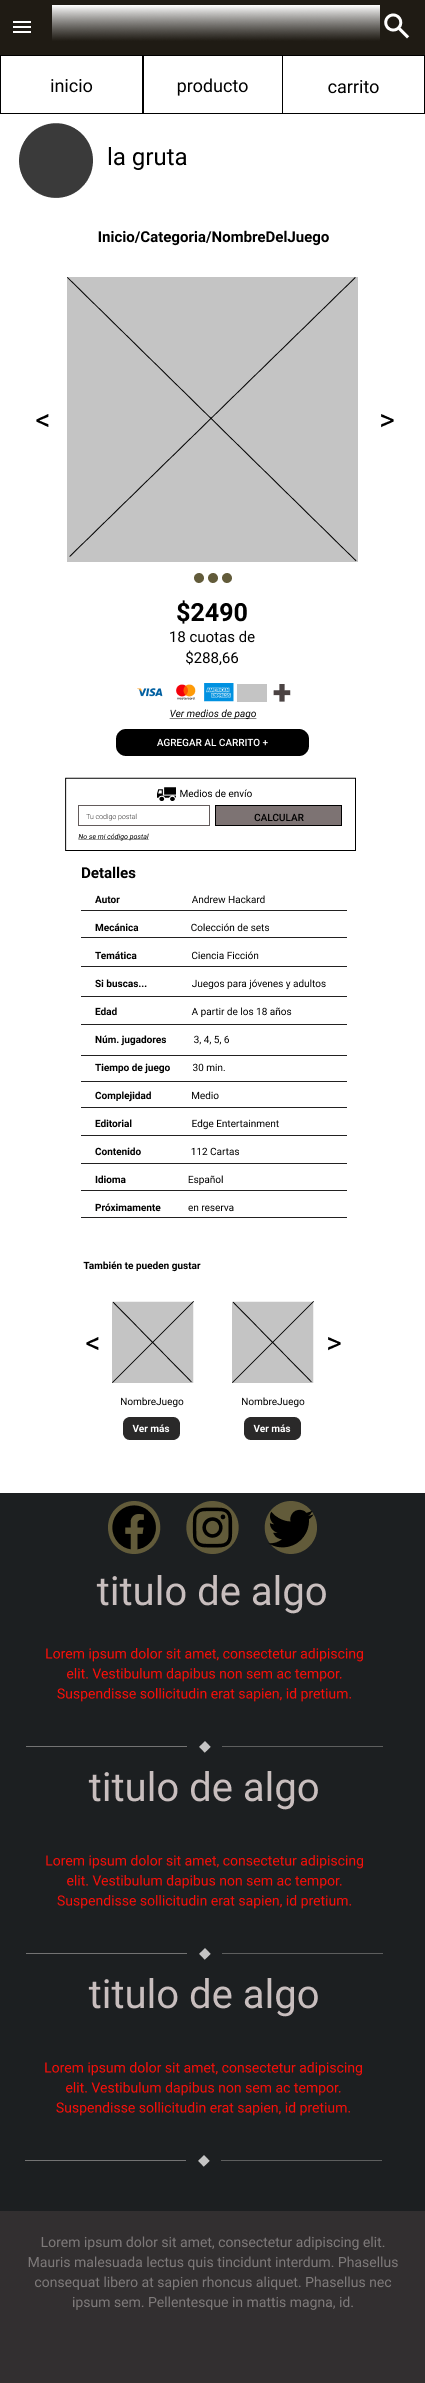 inicio
producto
carrito
la gruta
Inicio/Categoria/NombreDelJuego
<
>
$2490
18 cuotas de
$288,66
VISA
mastercard
AMERICAN EXPRESS
Ver medios de pago
AGREGAR AL CARRITO +
Medios de envío
Tu codigo postal
CALCULAR
No se mi código postal
Detalles
Autor Andrew Hackard
Mecánica Colección de sets
Temática Ciencia Ficción
Si buscas... Juegos para jóvenes y adultos
Edad A partir de los 18 años
Núm. jugadores 3, 4, 5, 6
Tiempo de juego 30 min.
Complejidad Medio
Editorial Edge Entertainment
Contenido 112 Cartas
Idioma Español
Próximamente en reserva
También te pueden gustar
<
>
NombreJuego NombreJuego
Ver más Ver más
titulo de algo
Lorem ipsum dolor sit amet, consectetur adipiscing
elit. Vestibulum dapibus non sem ac tempor.
Suspendisse sollicitudin erat sapien, id pretium.
titulo de algo
Lorem ipsum dolor sit amet, consectetur adipiscing
elit. Vestibulum dapibus non sem ac tempor.
Suspendisse sollicitudin erat sapien, id pretium.
titulo de algo
Lorem ipsum dolor sit amet, consectetur adipiscing
elit. Vestibulum dapibus non sem ac tempor.
Suspendisse sollicitudin erat sapien, id pretium.
Lorem ipsum dolor sit amet, consectetur adipiscing elit.
Mauris malesuada lectus quis tincidunt interdum. Phasellus
consequat libero at sapien rhoncus aliquet. Phasellus nec
ipsum sem. Pellentesque in mattis magna, id.